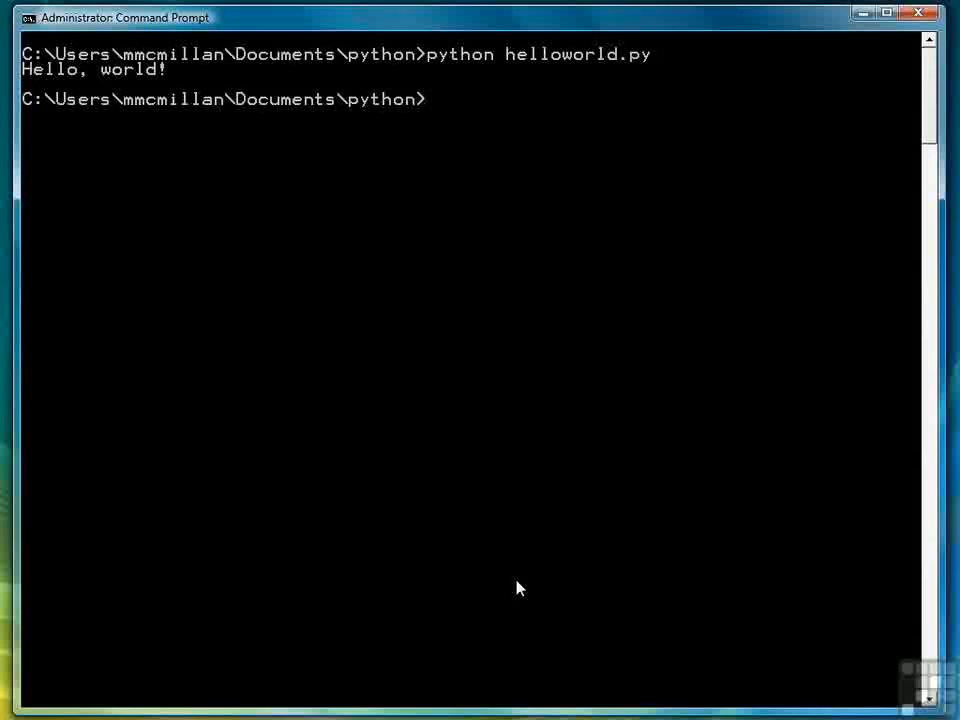 Administrator: Command Prompt
C:\Users\mmcmillan\Documents\python>python helloworld.py
Hello, world!
C:\Users\mmcmillan\Documents\python>